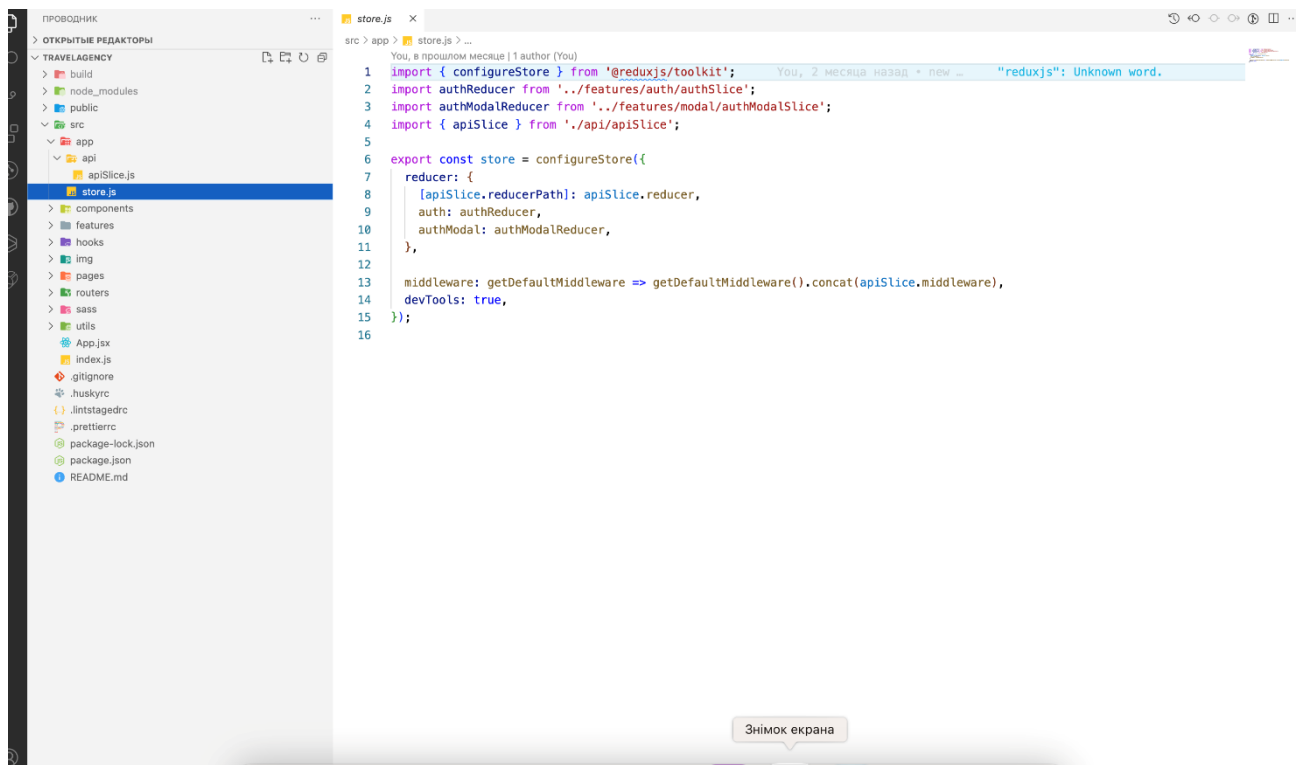 ПРОВОДНИК
ОТКРЫТЫЕ РЕДАКТОРЫ
TRAVELAGENCY
build
node_modules
public
src
app
api
apiSlice.js
store.js
components
features
hooks
img
pages
routers
sass
utils
App.jsx
index.js
.gitignore
.huskyrc
.lintstagedrc
.prettierrc
package-lock.json
package.json
README.md
store.js
src > app > store.js > ...
You, в прошлом месяце | 1 author (You)
1 import { configureStore } from '@reduxjs/toolkit'; You, 2 месяца назад • new … "reduxjs": Unknown word.
2 import authReducer from '../features/auth/authSlice';
3 import authModalReducer from '../features/modal/authModalSlice';
4 import { apiSlice } from './api/apiSlice';
5
6 export const store = configureStore({
7 reducer: {
8 [apiSlice.reducerPath]: apiSlice.reducer,
9 auth: authReducer,
10 authModal: authModalReducer,
11 },
12
13 middleware: getDefaultMiddleware => getDefaultMiddleware().concat(apiSlice.middleware),
14 devTools: true,
15 });
16
Знімок екрана